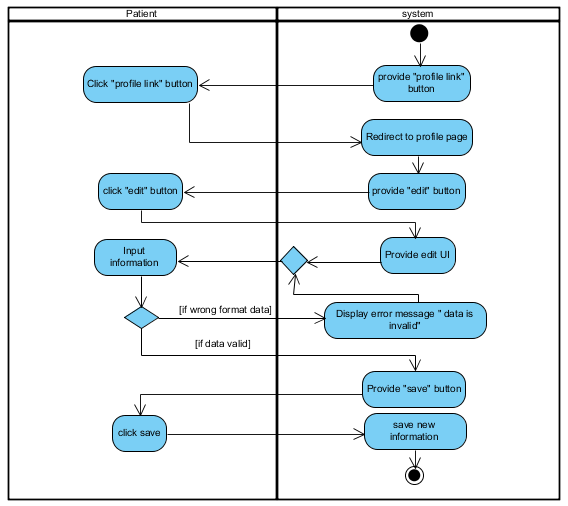 Patient
system
provide "profile link"
button
Click "profile link" button
Redirect to profile page
click "edit" button
provide "edit" button
Input
information
Provide edit UI
[if wrong format data]
Display error message " data is
invalid"
[if data valid]
Provide "save" button
click save
save new
information